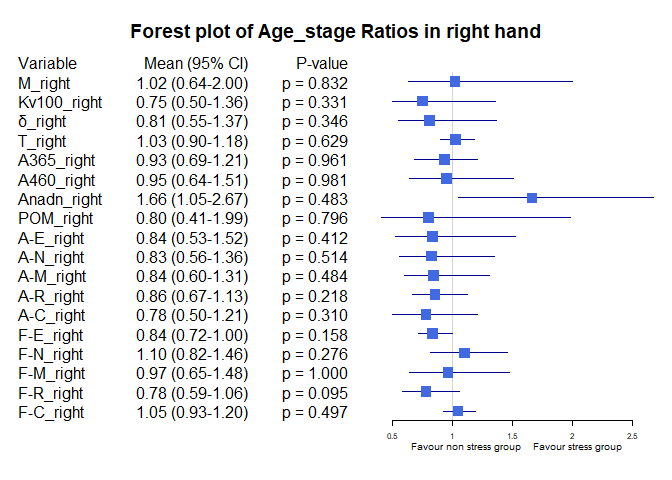 Forest plot of Age_stage Ratios in right hand
Variable Mean (95% CI) P-value
M_right 1.02 (0.64-2.00) p = 0.832
Kv100_right 0.75 (0.50-1.36) p = 0.331
δ_right 0.81 (0.55-1.37) p = 0.346
T_right 1.03 (0.90-1.18) p = 0.629
A365_right 0.93 (0.69-1.21) p = 0.961
A460_right 0.95 (0.64-1.51) p = 0.981
Anadn_right 1.66 (1.05-2.67) p = 0.483
POM_right 0.80 (0.41-1.99) p = 0.796
A-E_right 0.84 (0.53-1.52) p = 0.412
A-N_right 0.83 (0.56-1.36) p = 0.514
A-M_right 0.84 (0.60-1.31) p = 0.484
A-R_right 0.86 (0.67-1.13) p = 0.218
A-C_right 0.78 (0.50-1.21) p = 0.310
F-E_right 0.84 (0.72-1.00) p = 0.158
F-N_right 1.10 (0.82-1.46) p = 0.276
F-M_right 0.97 (0.65-1.48) p = 1.000
F-R_right 0.78 (0.59-1.06) p = 0.095
F-C_right 1.05 (0.93-1.20) p = 0.497
0.5 1 1.5 2 2.5
Favour non stress group Favour stress group